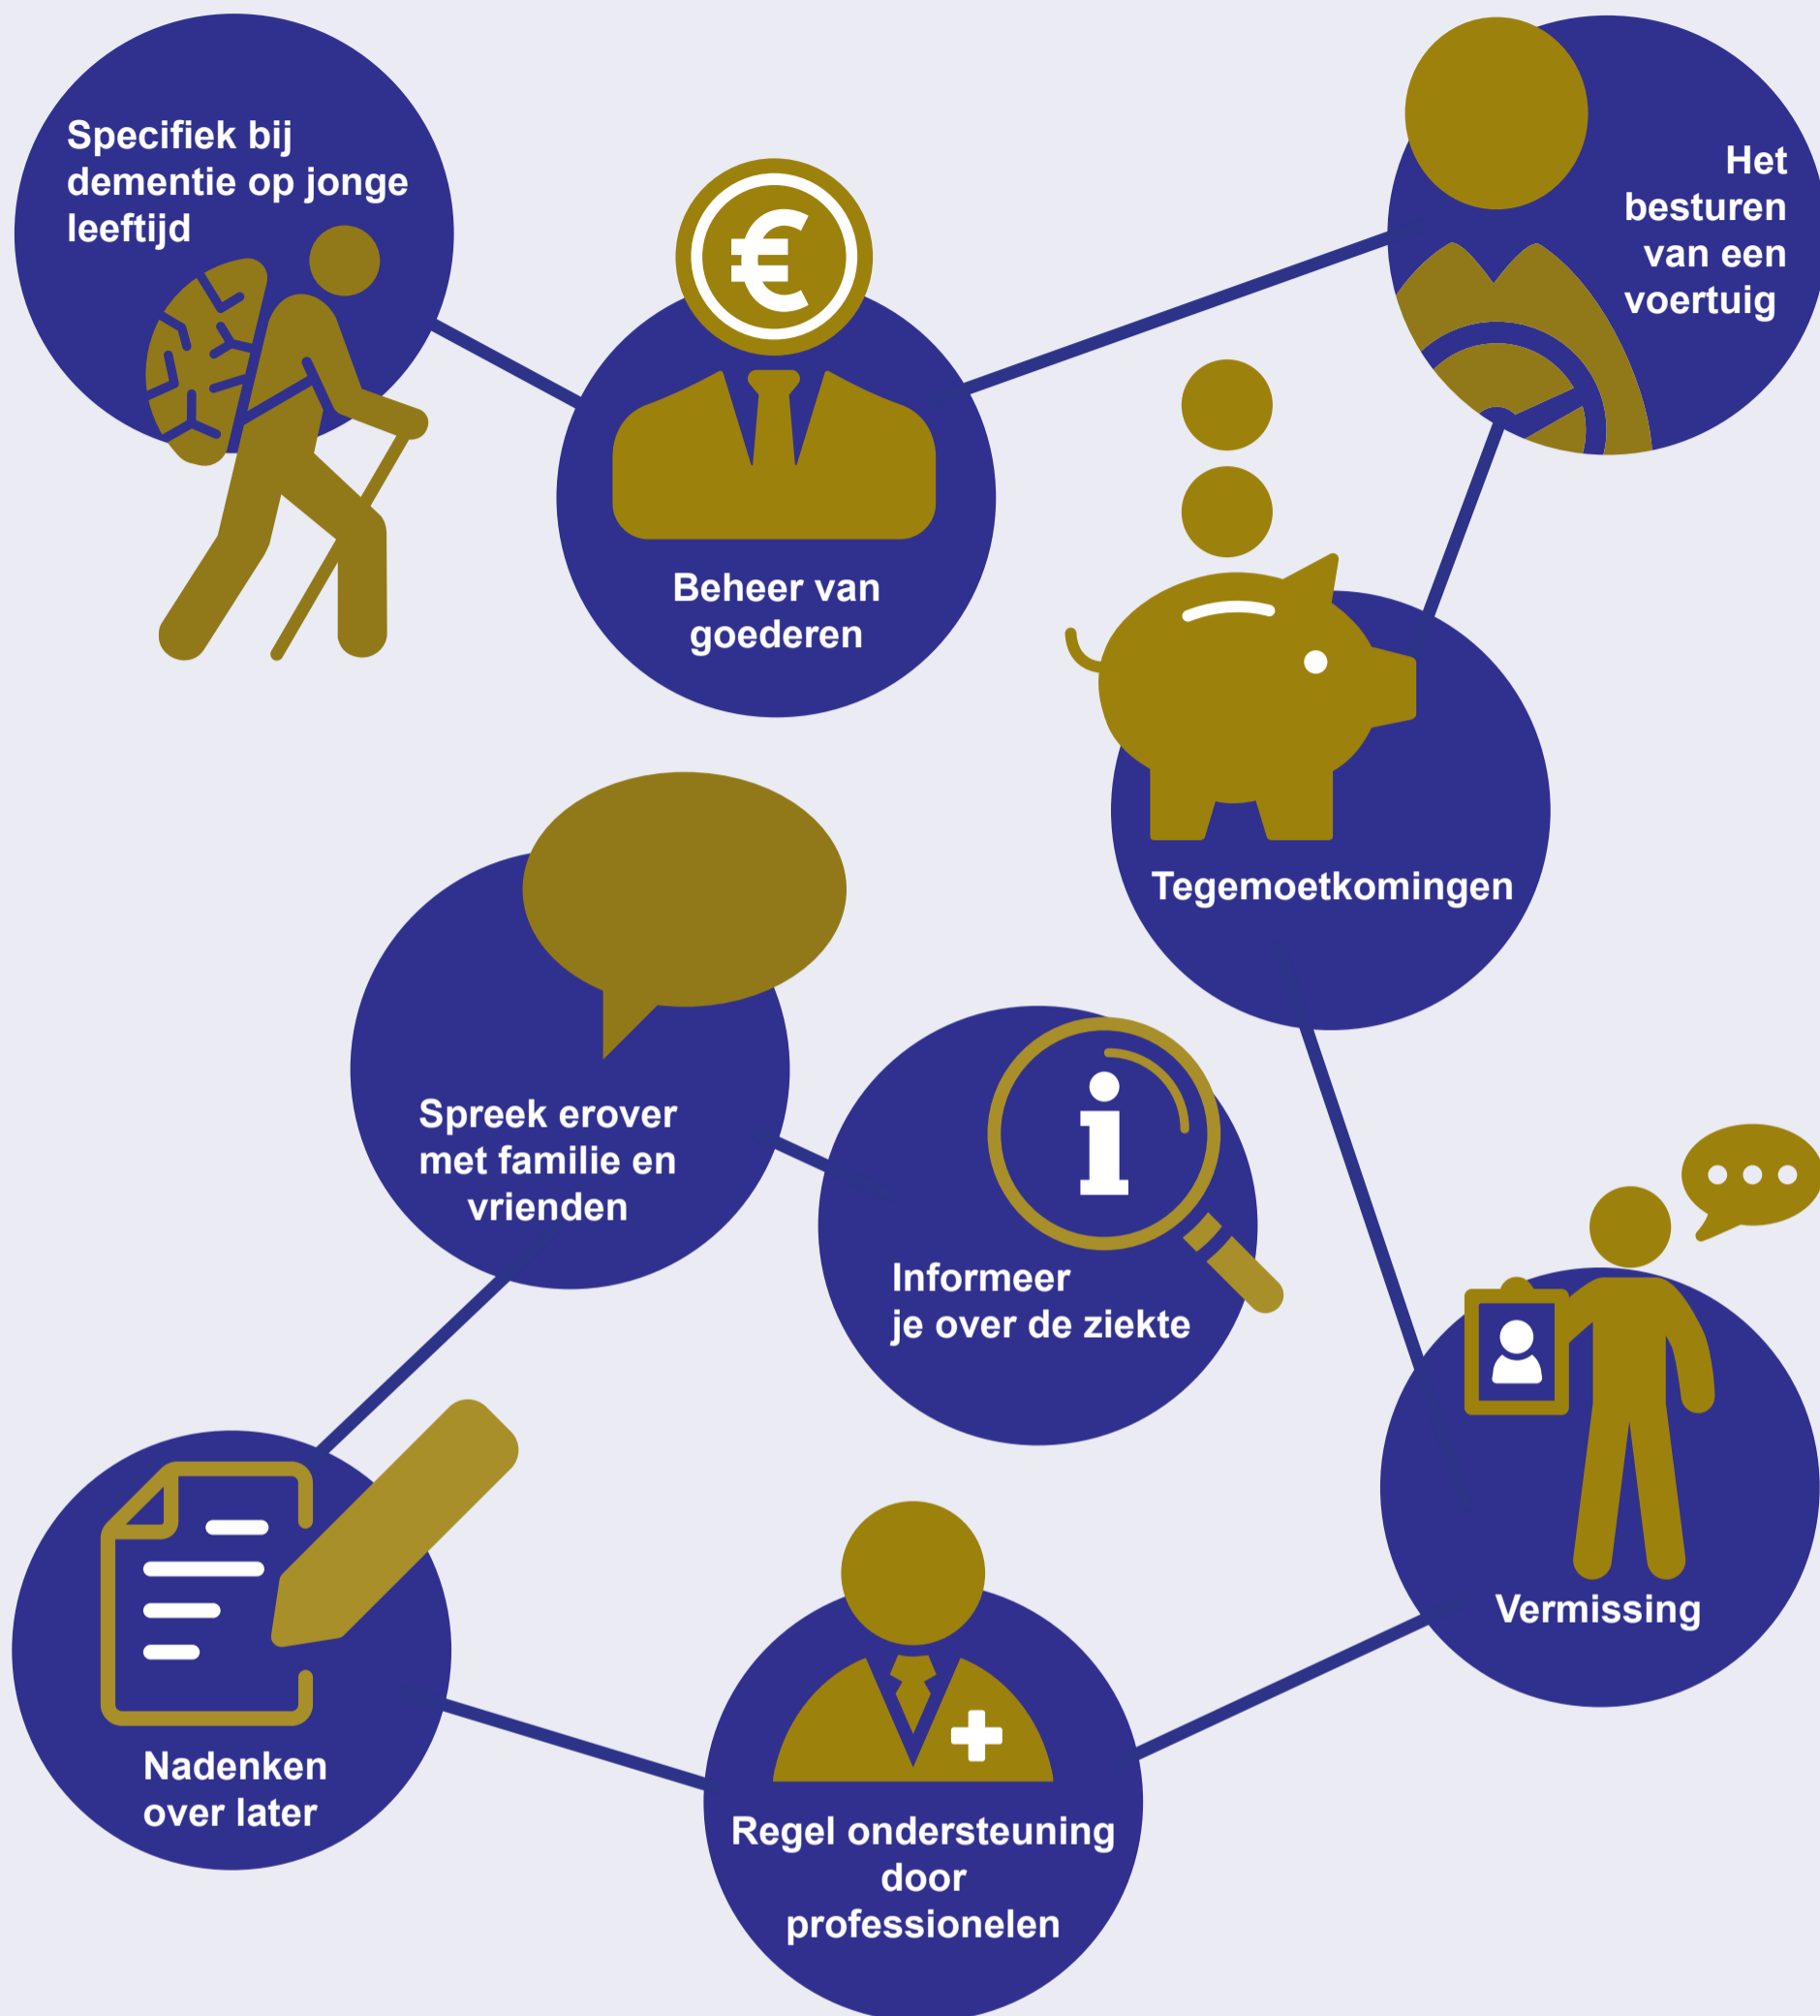 Specifiek bij
dementie op jonge
leeftijd
€
Beheer van
goederen
Het
besturen
van een
voertuig
Tegemoetkomingen
Spreek erover
met familie en
vrienden
i
Informeer
je over de ziekte
Vermissing
Nadenken
over later
Regel ondersteuning
door
professionelen